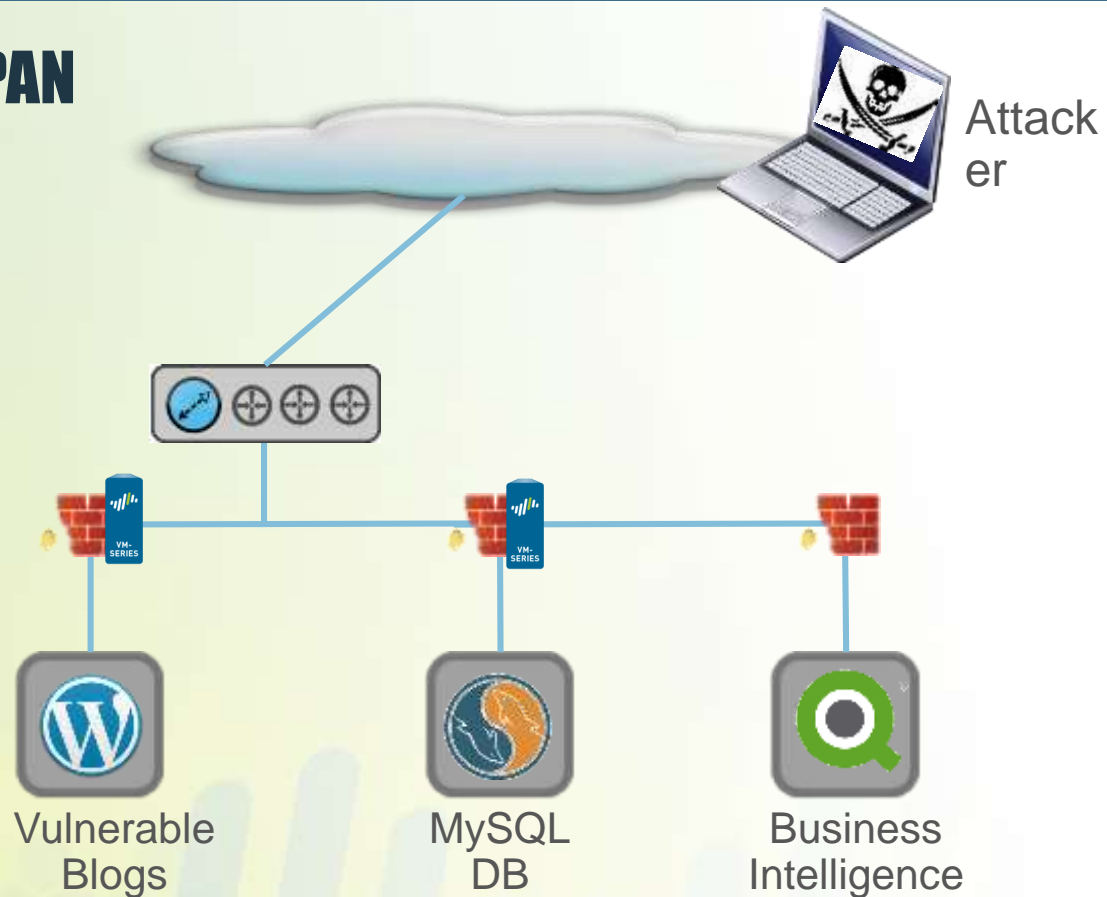 PAN
Attack
er
VM-
SERIES
VM-
SERIES
Vulnerable
Blogs
MySQL
DB
Business
Intelligence